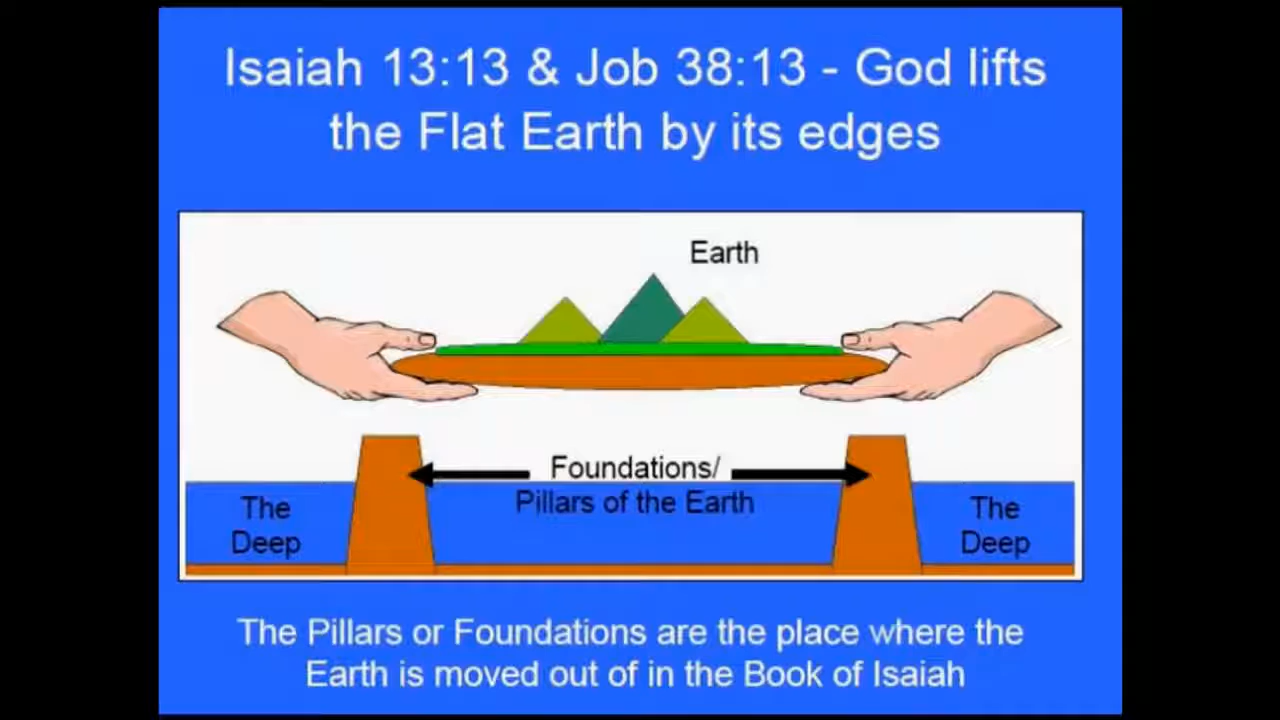 Isaiah 13:13 & Job 38:13 - God lifts
the Flat Earth by its edges
Earth
Foundations/
Pillars of the Earth
The
Deep
The
Deep
The Pillars or Foundations are the place where the
Earth is moved out of in the Book of Isaiah